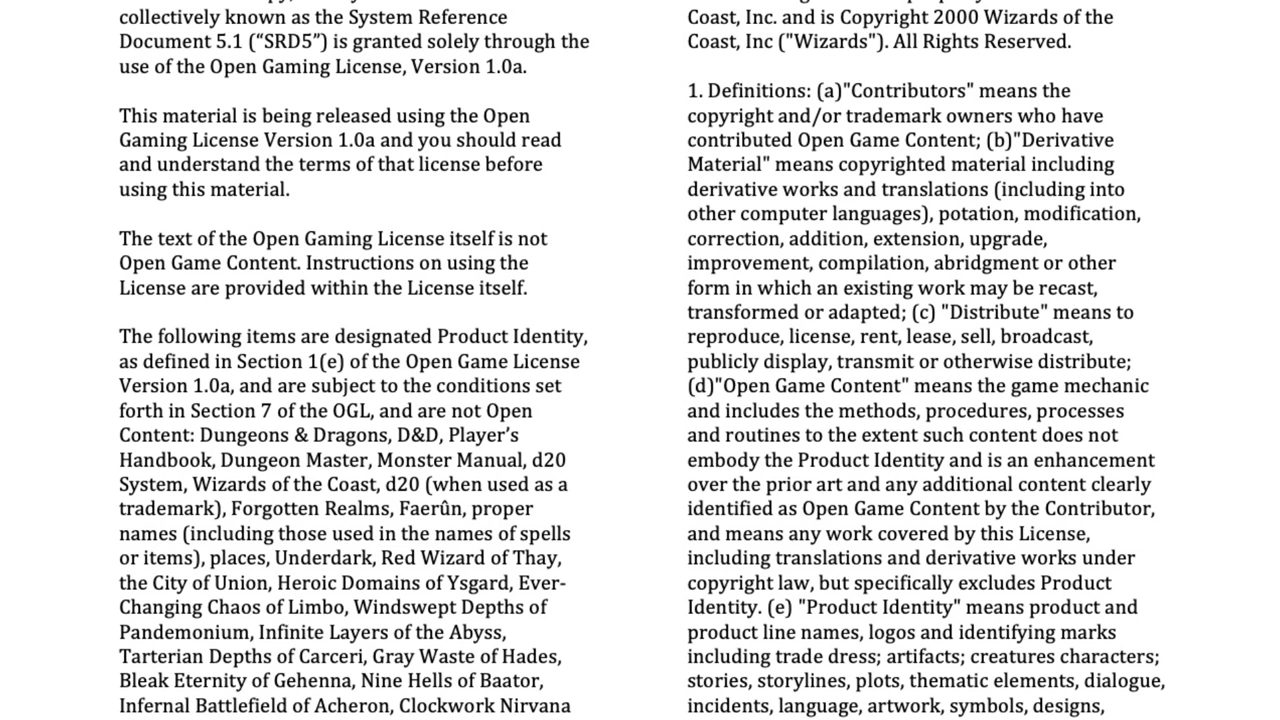 collectively known as the System Reference
Document 5.1 (“SRD5”) is granted solely through the
use of the Open Gaming License, Version 1.0a.
This material is being released using the Open
Gaming License Version 1.0a and you should read
and understand the terms of that license before
using this material.
The text of the Open Gaming License itself is not
Open Game Content. Instructions on using the
License are provided within the License itself.
The following items are designated Product Identity,
as defined in Section 1(e) of the Open Game License
Version 1.0a, and are subject to the conditions set
forth in Section 7 of the OGL, and are not Open
Content: Dungeons & Dragons, D&D, Player’s
Handbook, Dungeon Master, Monster Manual, d20
System, Wizards of the Coast, d20 (when used as a
trademark), Forgotten Realms, Faerûn, proper
names (including those used in the names of spells
or items), places, Underdark, Red Wizard of Thay,
the City of Union, Heroic Domains of Ysgard, Ever-
Changing Chaos of Limbo, Windswept Depths of
Pandemonium, Infinite Layers of the Abyss,
Tarterian Depths of Carceri, Gray Waste of Hades,
Bleak Eternity of Gehenna, Nine Hells of Baator,
Infernal Battlefield of Acheron, Clockwork Nirvana
Coast, Inc. and is Copyright 2000 Wizards of the
Coast, Inc ("Wizards"). All Rights Reserved.
1. Definitions: (a)"Contributors" means the
copyright and/or trademark owners who have
contributed Open Game Content; (b)"Derivative
Material" means copyrighted material including
derivative works and translations (including into
other computer languages), potation, modification,
correction, addition, extension, upgrade,
improvement, compilation, abridgment or other
form in which an existing work may be recast,
transformed or adapted; (c) "Distribute" means to
reproduce, license, rent, lease, sell, broadcast,
publicly display, transmit or otherwise distribute;
(d)"Open Game Content" means the game mechanic
and includes the methods, procedures, processes
and routines to the extent such content does not
embody the Product Identity and is an enhancement
over the prior art and any additional content clearly
identified as Open Game Content by the Contributor,
and means any work covered by this License,
including translations and derivative works under
copyright law, but specifically excludes Product
Identity. (e) "Product Identity" means product and
product line names, logos and identifying marks
including trade dress; artifacts; creatures characters;
stories, storylines, plots, thematic elements, dialogue,
incidents, language, artwork, symbols, designs,